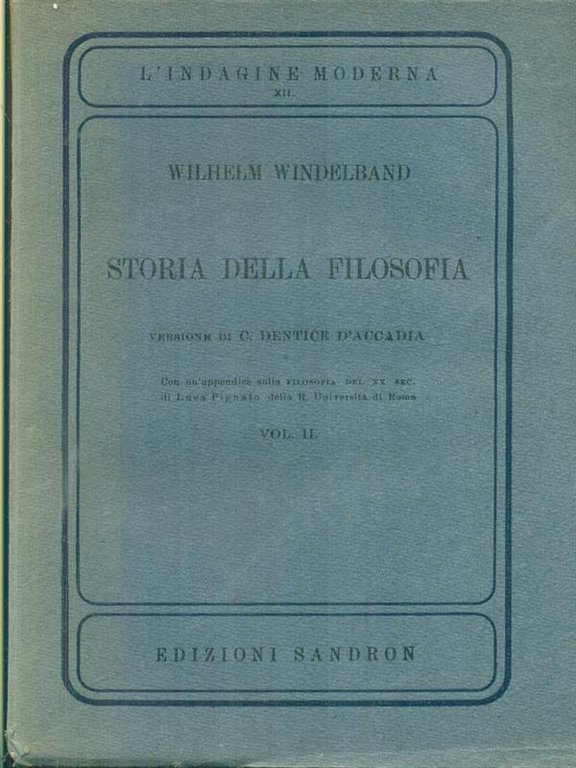 L'INDAGINE MODERNA
XII.
WILHELM WINDELBAND
STORIA DELLA FILOSOFIA
VERSIONE DI C. DENTICE D'ACCADIA
Con un'appendice sulla FILOSOFIA DEL XX SEC.
di Luca Pignato della R. Università di Roma
VOL. II.
EDIZIONI SANDRON